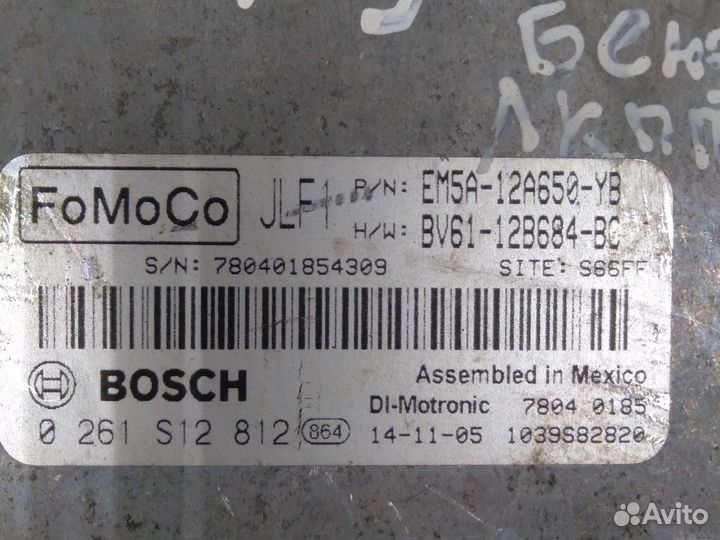 Бенз
АКПП
FoMoCo JLF1 P/N: EM5A-12A650-YB
H/W: BV61-12B684-BC
S/N: 780401854309 SITE: S66FF
BOSCH Assembled in Mexico
DI-Motronic 7804 0185
0 261 S12 812 864 14-11-05 1039S82820
Avito